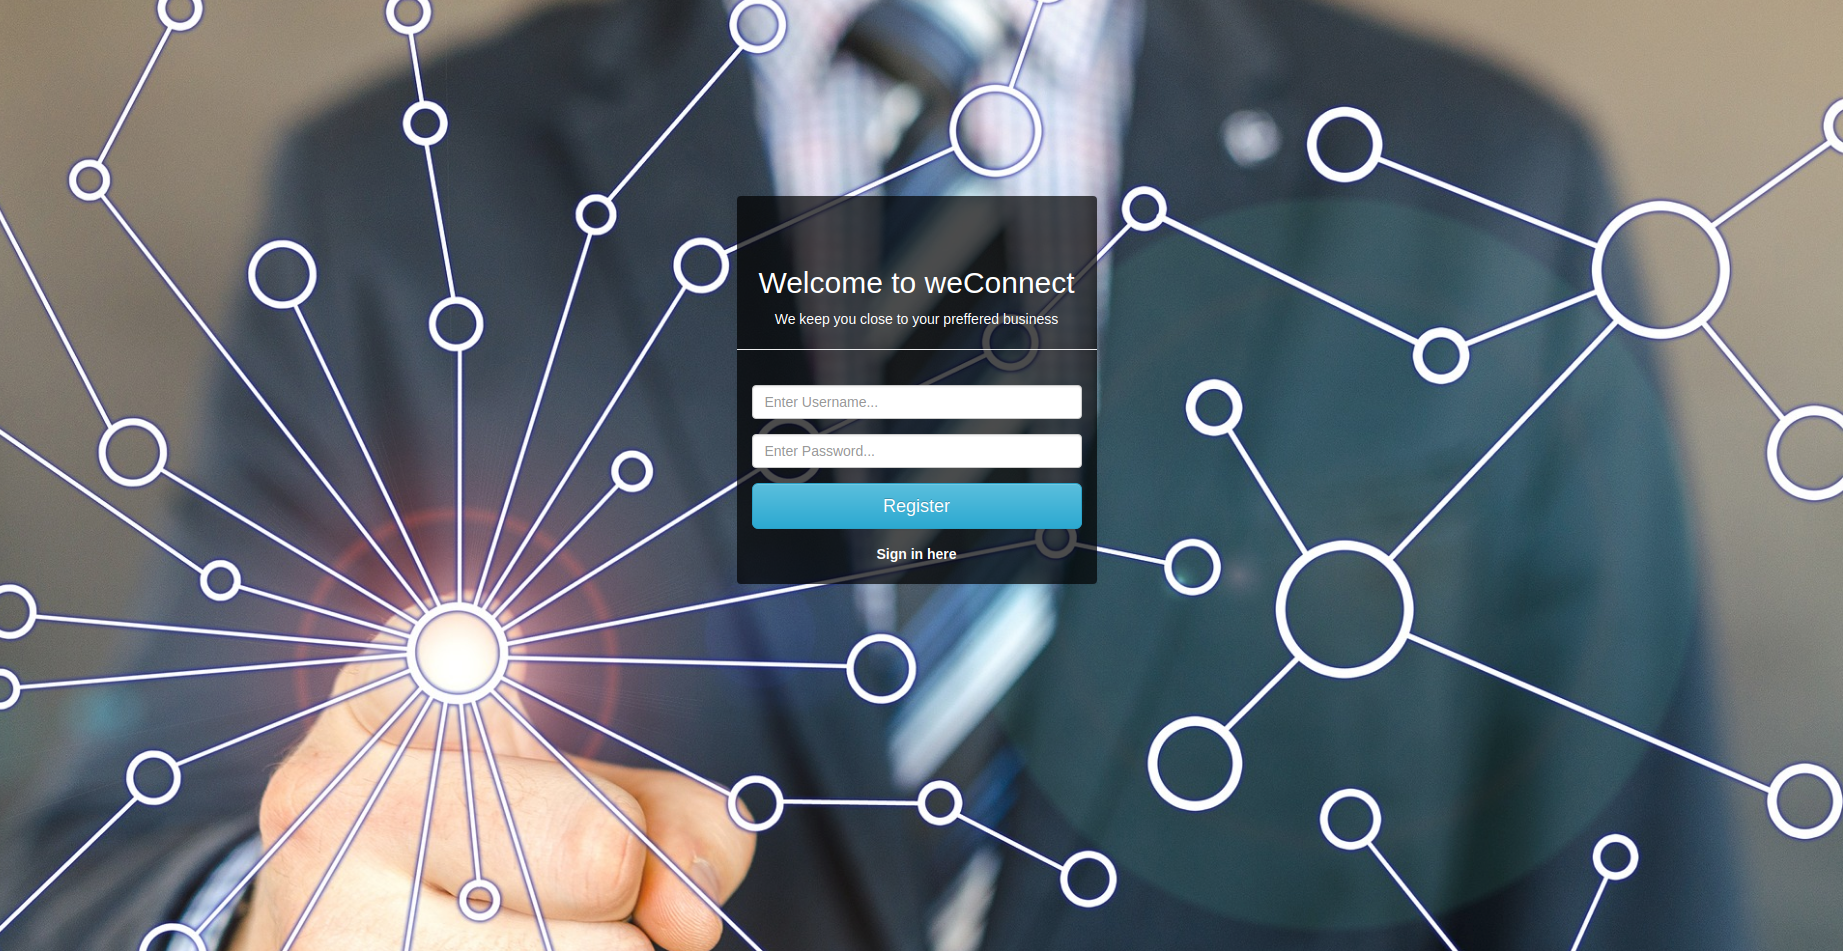 Welcome to weConnect
We keep you close to your preffered business
Enter Username...
Enter Password...
Register
Sign in here